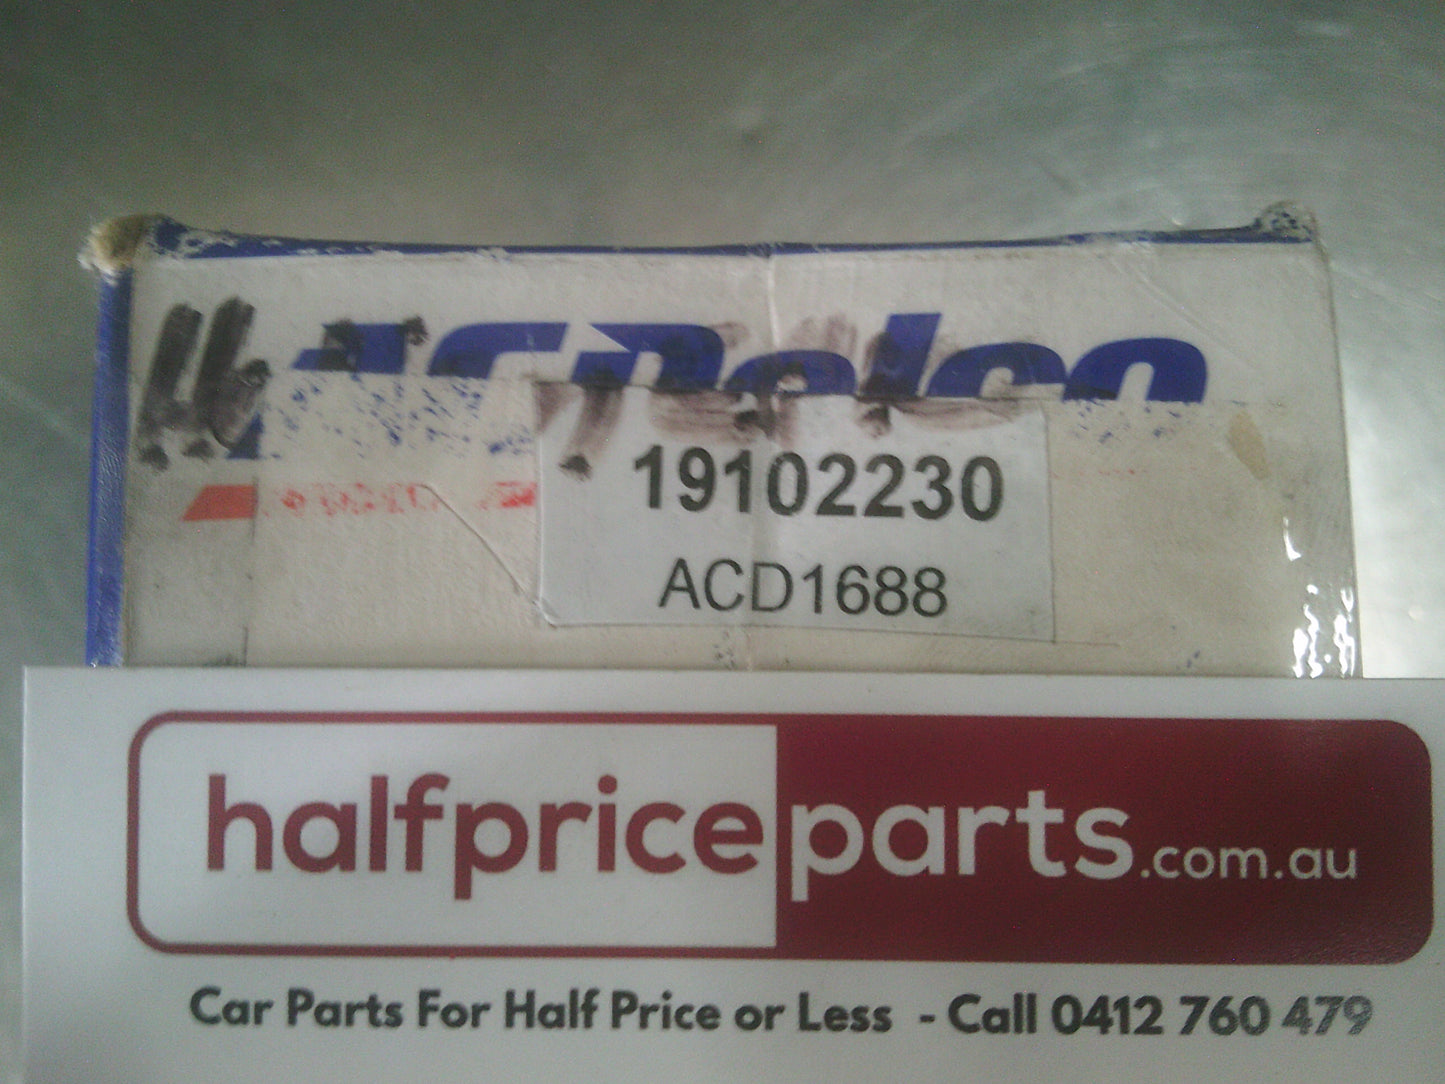 ACDelco
19102230
ACD1688
halfpriceparts.com.au
Car Parts For Half Price or Less - Call 0412 760 479